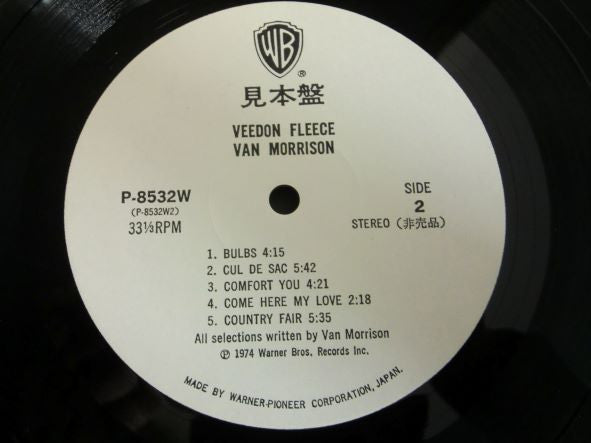 WB
®
見本盤
VEEDON FLEECE
VAN MORRISON
P-8532W
(P-8532W2)
33⅓RPM
SIDE
2
STEREO (非売品)
1. BULBS 4:15
2. CUL DE SAC 5:42
3. COMFORT YOU 4:21
4. COME HERE MY LOVE 2:18
5. COUNTRY FAIR 5:35
All selections written by Van Morrison
℗ 1974 Warner Bros. Records Inc.
MADE BY WARNER-PIONEER CORPORATION, JAPAN.